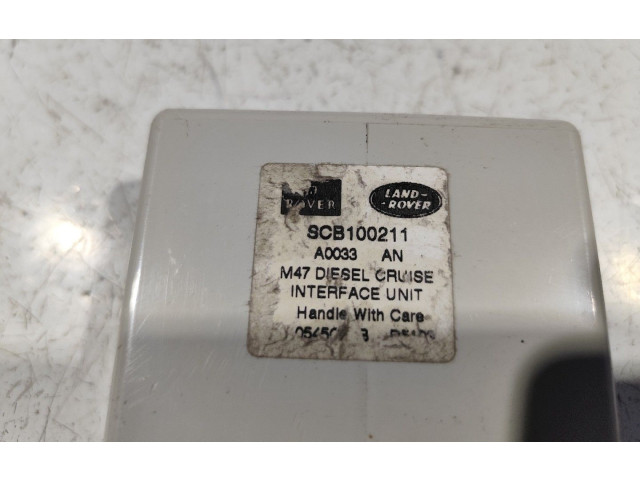 ROVER
LAND-
-ROVER
SCB100211
A0033 AN
M47 DIESEL CRUISE
INTERFACE UNIT
Handle With Care